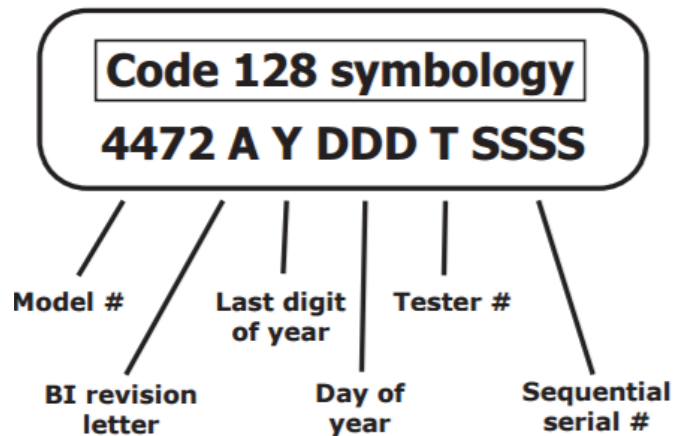 Code 128 symbology
4472 A Y DDD T SSSS
Model #
Last digit
of year
Tester #
BI revision
letter
Day of
year
Sequential
serial #